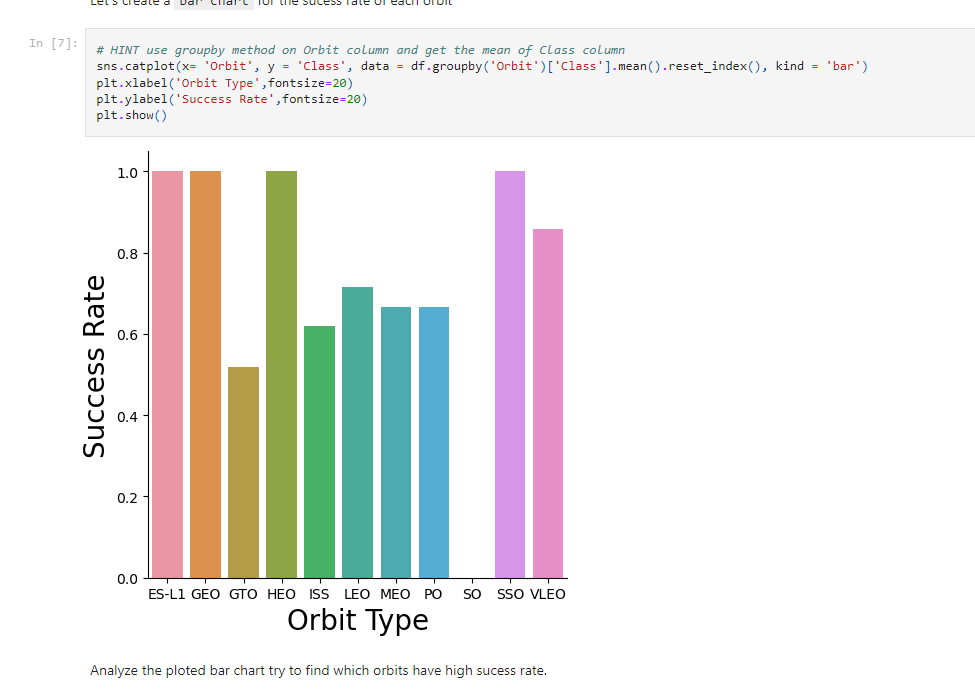 Let's create a bar chart for the sucess rate of each orbit
In [7]:
# HINT use groupby method on Orbit column and get the mean of Class column
sns.catplot(x= 'Orbit', y = 'Class', data = df.groupby('Orbit')['Class'].mean().reset_index(), kind = 'bar')
plt.xlabel('Orbit Type',fontsize=20)
plt.ylabel('Success Rate',fontsize=20)
plt.show()
1.0
0.8
0.6
0.4
0.2
0.0
Success Rate
ES-L1 GEO GTO HEO ISS LEO MEO PO SO SSO VLEO
Orbit Type
Analyze the ploted bar chart try to find which orbits have high sucess rate.